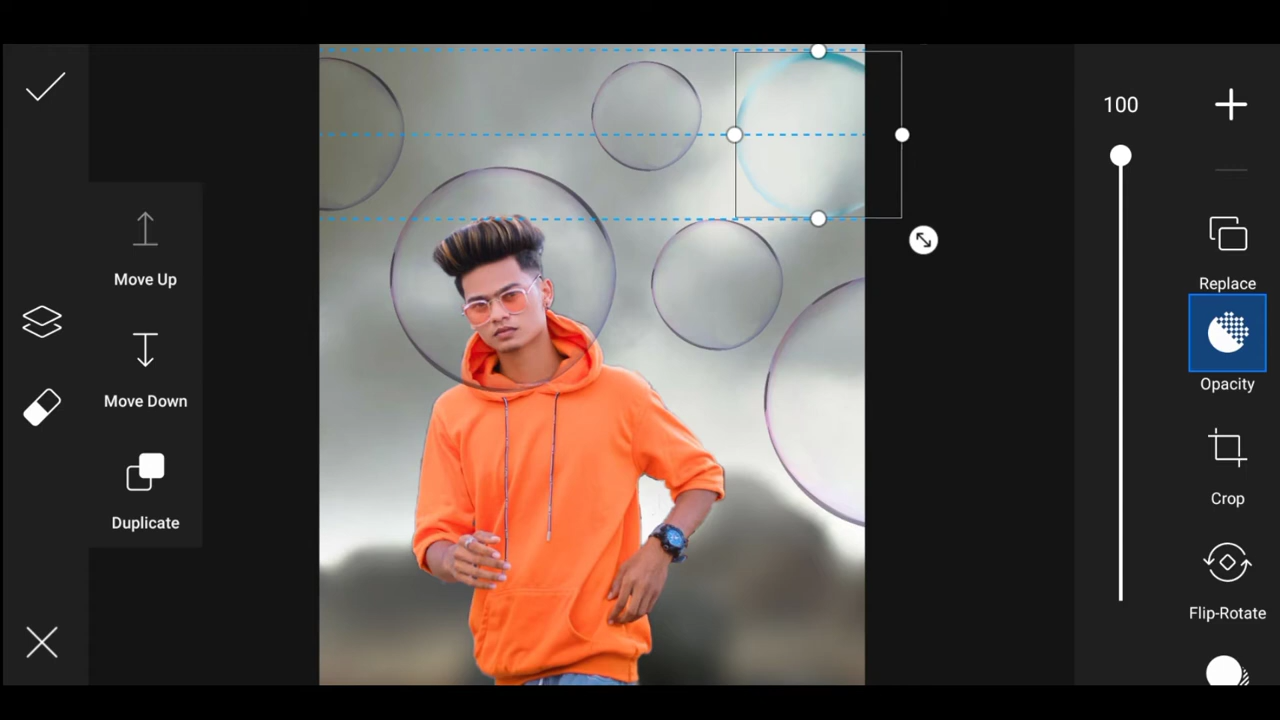 100
Move Up
Replace
Move Down
Opacity
Crop
Duplicate
Flip-Rotate